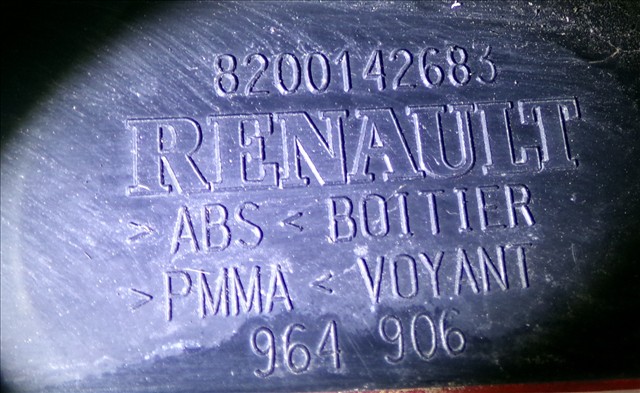 8200142683
RENAULT
>ABS< BOITIER
>PMMA< VOYANT
964 906